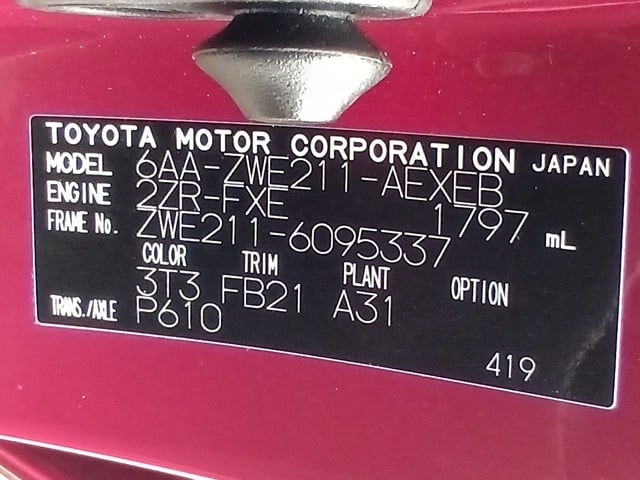 TOYOTA MOTOR CORPORATION JAPAN
MODEL 6AA-ZWE211-AEXEB
ENGINE 2ZR-FXE 1797 mL
FRAME No. ZWE211-6095337
COLOR TRIM PLANT OPTION
3T3 FB21 A31
TRANS./AXLE P610
419